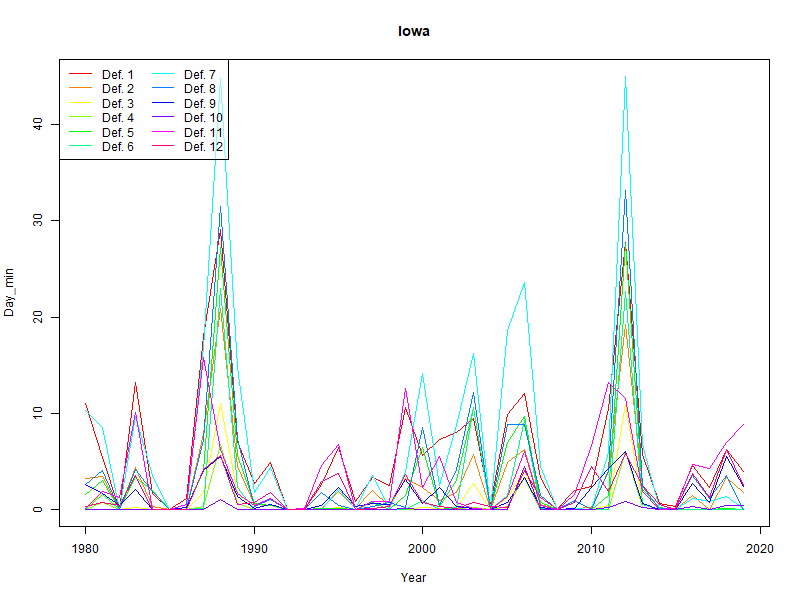 Iowa
Def. 1
Def. 2
Def. 3
Def. 4
Def. 5
Def. 6
Def. 7
Def. 8
Def. 9
Def. 10
Def. 11
Def. 12
Day_min
40
30
20
10
0
1980 1990 2000 2010 2020
Year